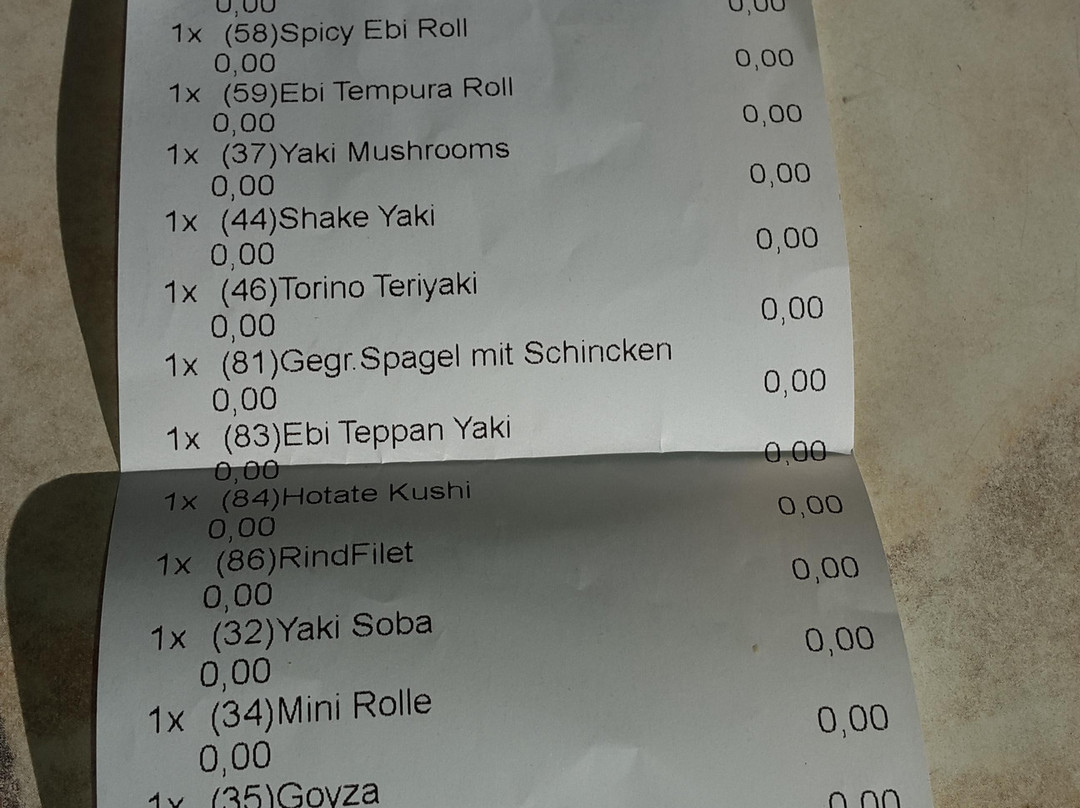 0,00 0,00
1x (58)Spicy Ebi Roll
0,00 0,00
1x (59)Ebi Tempura Roll
0,00 0,00
1x (37)Yaki Mushrooms
0,00 0,00
1x (44)Shake Yaki
0,00 0,00
1x (46)Torino Teriyaki
0,00 0,00
1x (81)Gegr.Spagel mit Schincken
0,00 0,00
1x (83)Ebi Teppan Yaki
0,00 0,00
1x (84)Hotate Kushi
0,00 0,00
1x (86)RindFilet
0,00 0,00
1x (32)Yaki Soba
0,00 0,00
1x (34)Mini Rolle
0,00 0,00
1x (35)Goyza
0,00